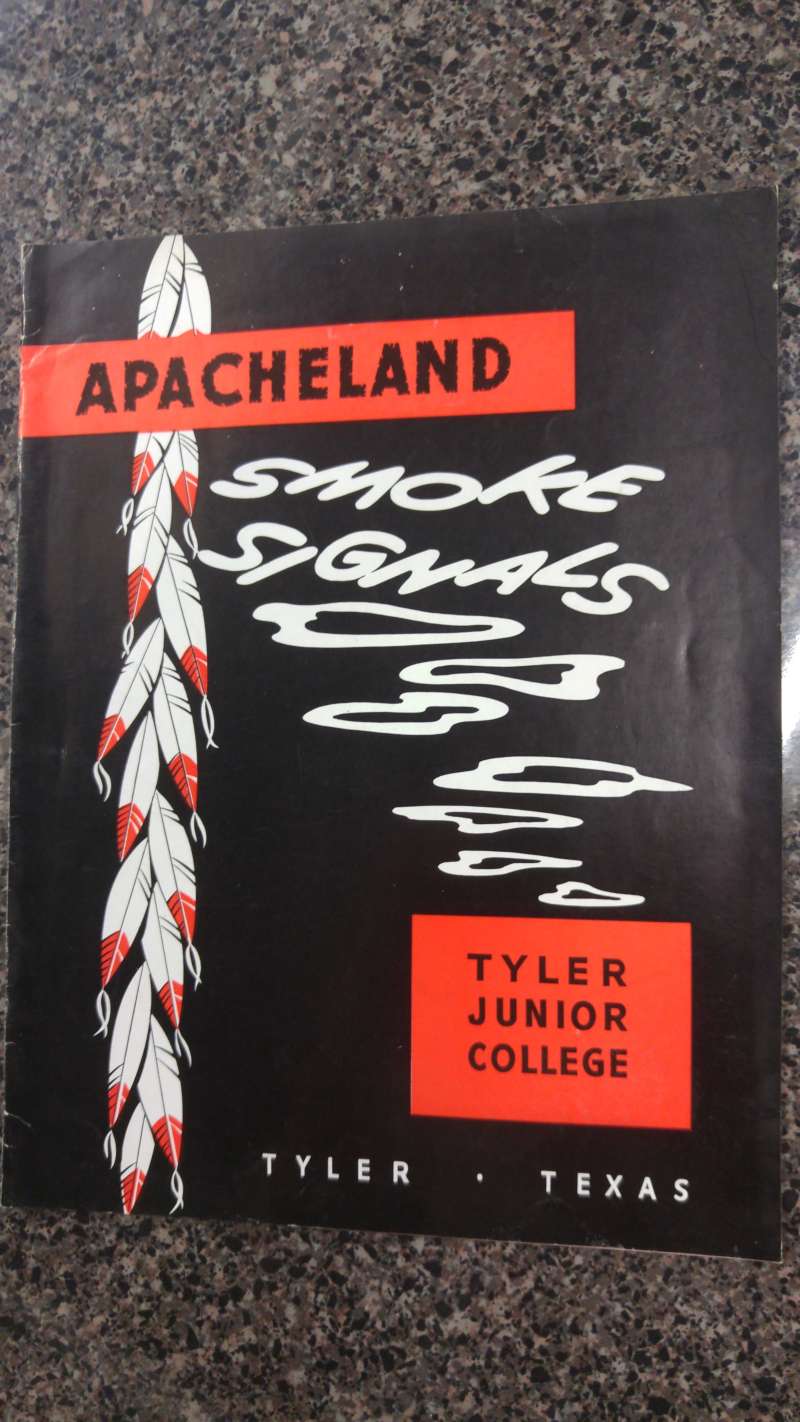 APACHELAND
SMOKE
SIGNALS
TYLER
JUNIOR
COLLEGE
TYLER · TEXAS